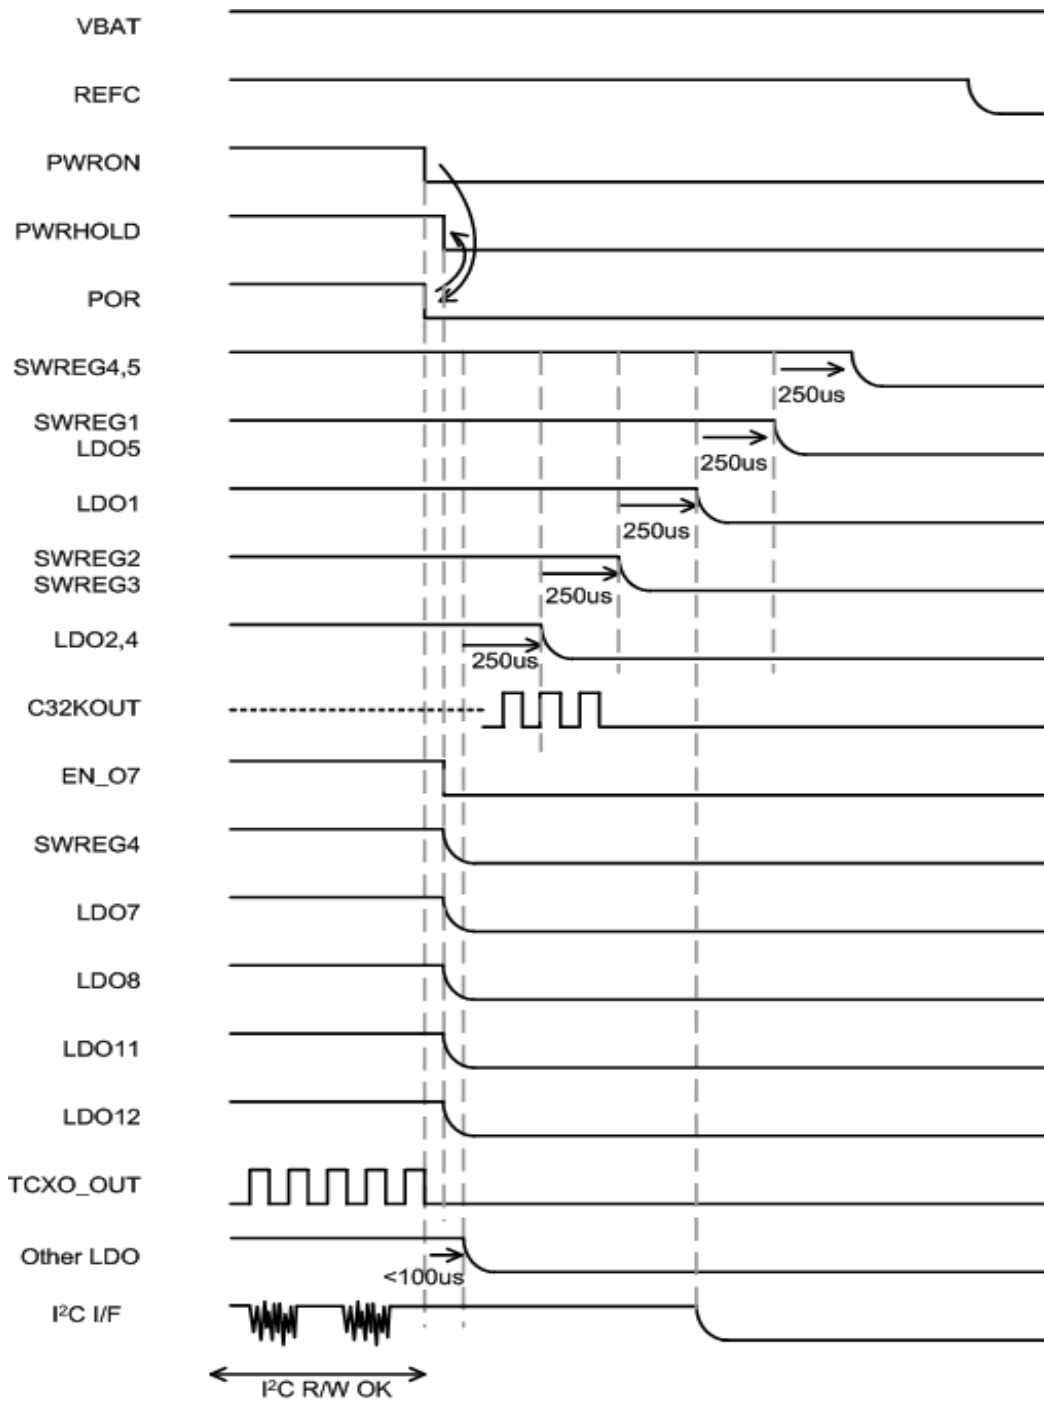 VBAT
REFC
PWRON
PWRHOLD
POR
SWREG4,5
250us
SWREG1
LDO5
250us
LDO1
250us
SWREG2
SWREG3
250us
LDO2,4
250us
C32KOUT
EN_O7
SWREG4
LDO7
LDO8
LDO11
LDO12
TCXO_OUT
Other LDO
<100us
I²C I/F
I²C R/W OK